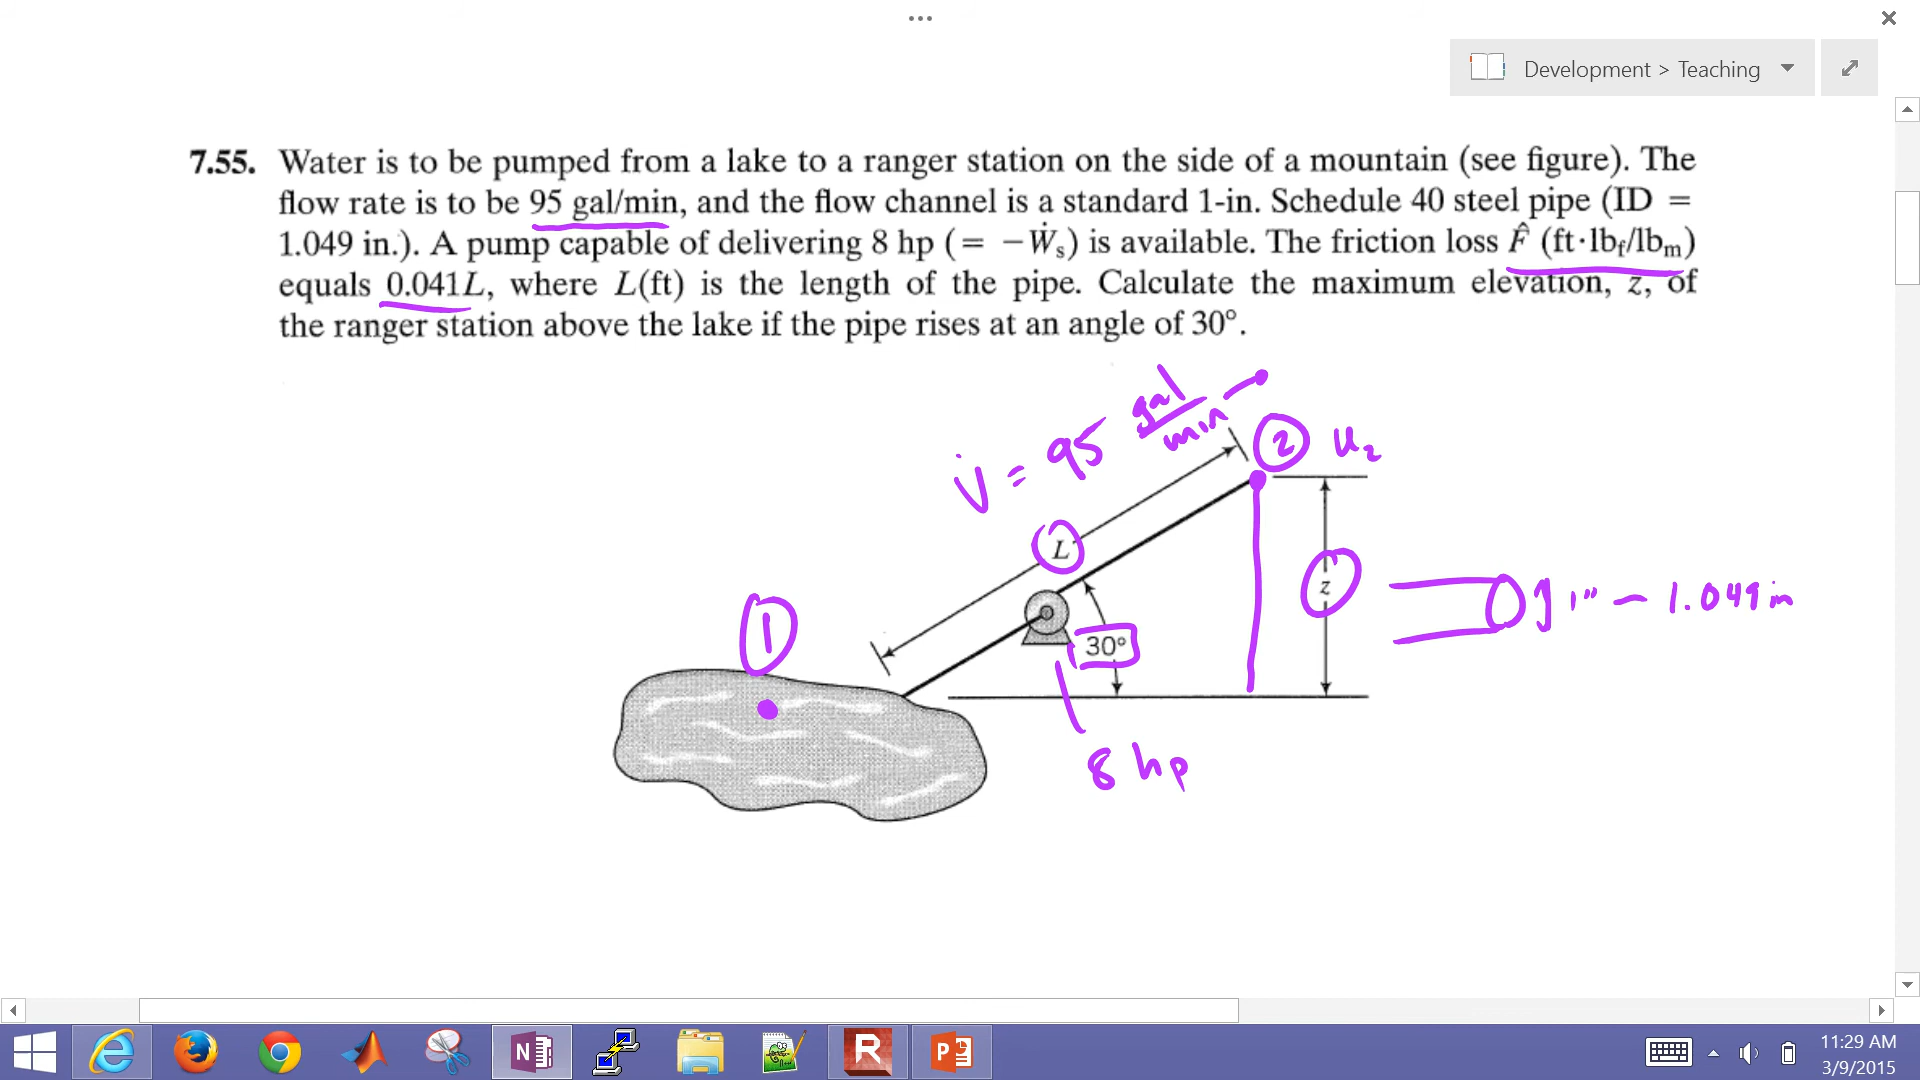 Development > Teaching
7.55. Water is to be pumped from a lake to a ranger station on the side of a mountain (see figure). The
flow rate is to be 95 gal/min, and the flow channel is a standard 1-in. Schedule 40 steel pipe (ID =
1.049 in.). A pump capable of delivering 8 hp (= −Ẇs) is available. The friction loss F̂ (ft·lbf/lbm)
equals 0.041L, where L(ft) is the length of the pipe. Calculate the maximum elevation, z, of
the ranger station above the lake if the pipe rises at an angle of 30°.
V̇ = 95 gal/min
2 u2
L
1
z
1" – 1.049 in
30°
8 hp
N
R
P
11:29 AM
3/9/2015